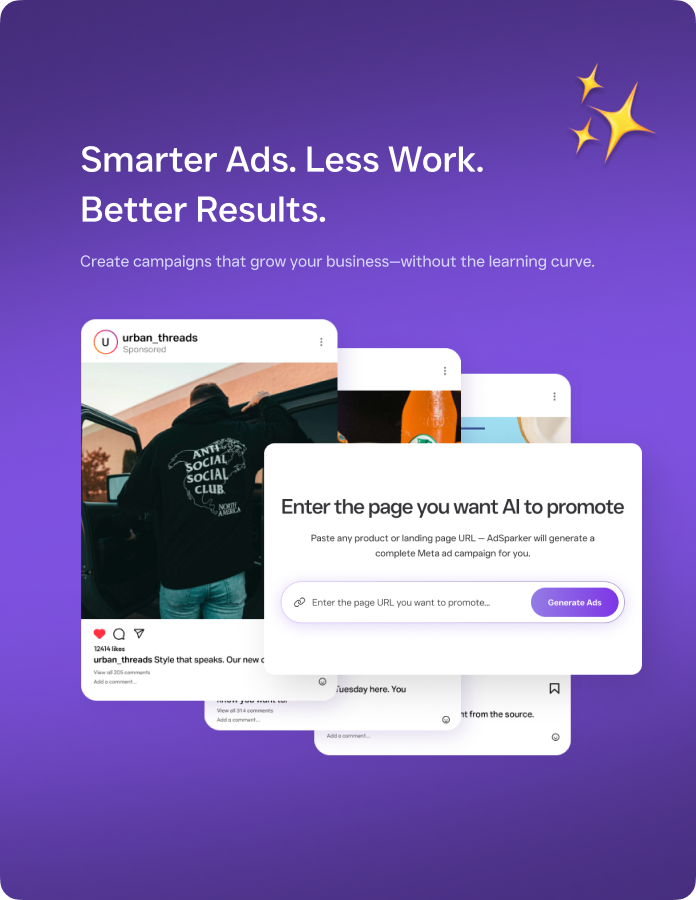 Smarter Ads. Less Work.
Better Results.
Create campaigns that grow your business—without the learning curve.
U
urban_threads
Sponsored
ANTI
SOCIAL
SOCIAL
CLUB.
NORTH
AMERICA
Enter the page you want AI to promote
Paste any product or landing page URL — AdSparker will generate a
complete Meta ad campaign for you.
Enter the page URL you want to promote...
Generate Ads
12414 likes
urban_threads Style that speaks. Our new
View all 205 comments
Add a comment...
Tuesday here. You
know you want to.
View all 314 comments
Add a comment...
from the source.
Add a comment...